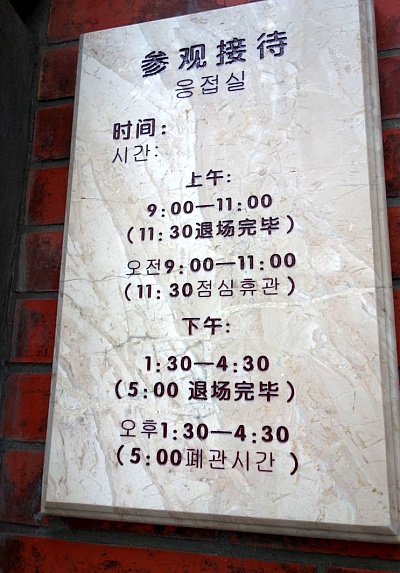 参观接待
응접실
时间:
시간:
上午:
9:00—11:00
(11:30退场完毕)
오전9:00—11:00
(11:30점심휴관)
下午:
1:30—4:30
(5:00 退场完毕)
오후1:30—4:30
(5:00폐관시간 )